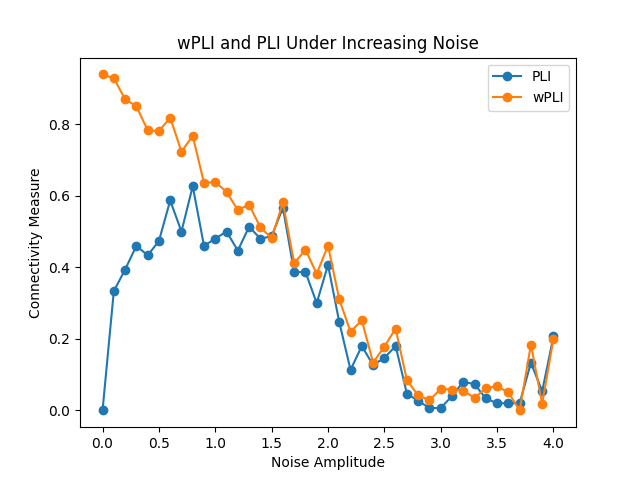 wPLI and PLI Under Increasing Noise
PLI
wPLI
Connectivity Measure
0.8
0.6
0.4
0.2
0.0
0.0 0.5 1.0 1.5 2.0 2.5 3.0 3.5 4.0
Noise Amplitude